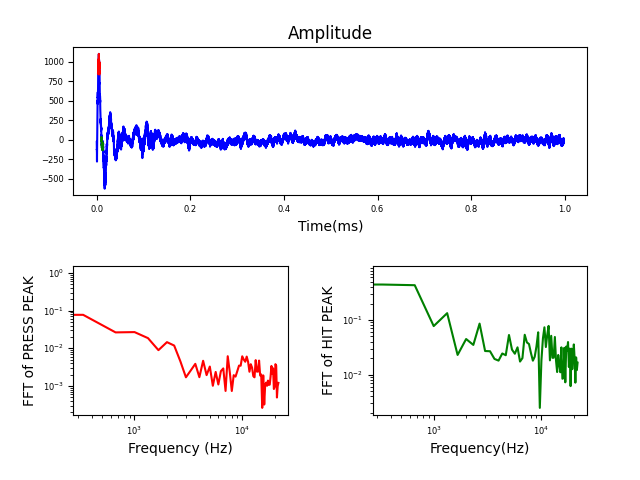 Amplitude
1000
750
500
250
0
−250
−500
0.0 0.2 0.4 0.6 0.8 1.0
Time(ms)
FFT of PRESS PEAK
10⁰
10⁻¹
10⁻²
10⁻³
10³ 10⁴
Frequency (Hz)
FFT of HIT PEAK
10⁻¹
10⁻²
10³ 10⁴
Frequency(Hz)